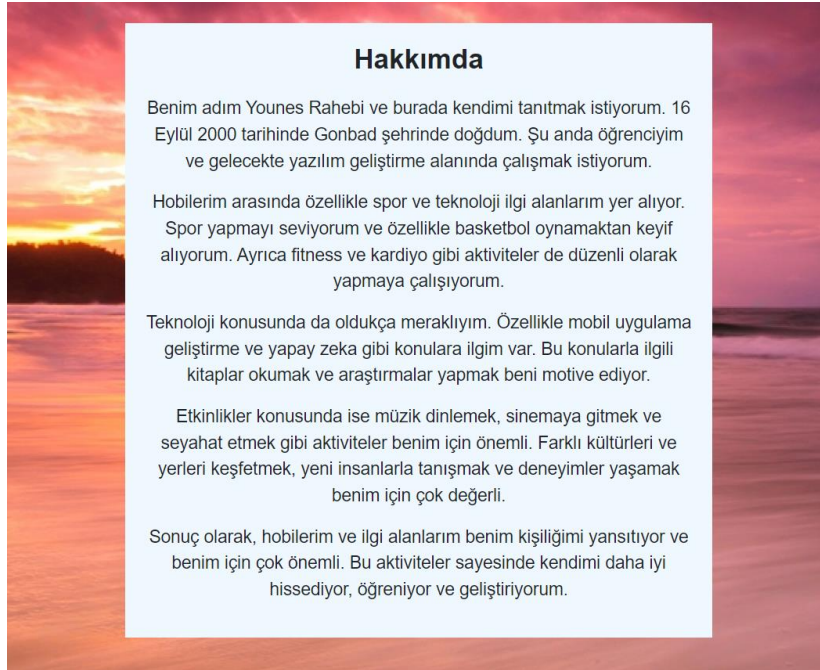 Hakkımda
Benim adım Younes Rahebi ve burada kendimi tanıtmak istiyorum. 16
Eylül 2000 tarihinde Gonbad şehrinde doğdum. Şu anda öğrenciyim
ve gelecekte yazılım geliştirme alanında çalışmak istiyorum.
Hobilerim arasında özellikle spor ve teknoloji ilgi alanlarım yer alıyor.
Spor yapmayı seviyorum ve özellikle basketbol oynamaktan keyif
alıyorum. Ayrıca fitness ve kardiyo gibi aktiviteler de düzenli olarak
yapmaya çalışıyorum.
Teknoloji konusunda da oldukça meraklıyım. Özellikle mobil uygulama
geliştirme ve yapay zeka gibi konulara ilgim var. Bu konularla ilgili
kitaplar okumak ve araştırmalar yapmak beni motive ediyor.
Etkinlikler konusunda ise müzik dinlemek, sinemaya gitmek ve
seyahat etmek gibi aktiviteler benim için önemli. Farklı kültürleri ve
yerleri keşfetmek, yeni insanlarla tanışmak ve deneyimler yaşamak
benim için çok değerli.
Sonuç olarak, hobilerim ve ilgi alanlarım benim kişiliğimi yansıtıyor ve
benim için çok önemli. Bu aktiviteler sayesinde kendimi daha iyi
hissediyor, öğreniyor ve geliştiriyorum.